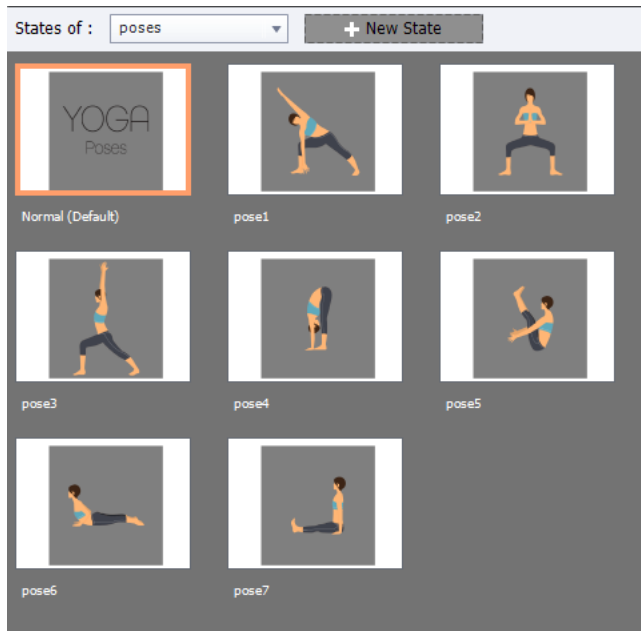 States of : poses + New State
YOGA
Poses
Normal (Default) pose1 pose2
pose3 pose4 pose5
pose6 pose7